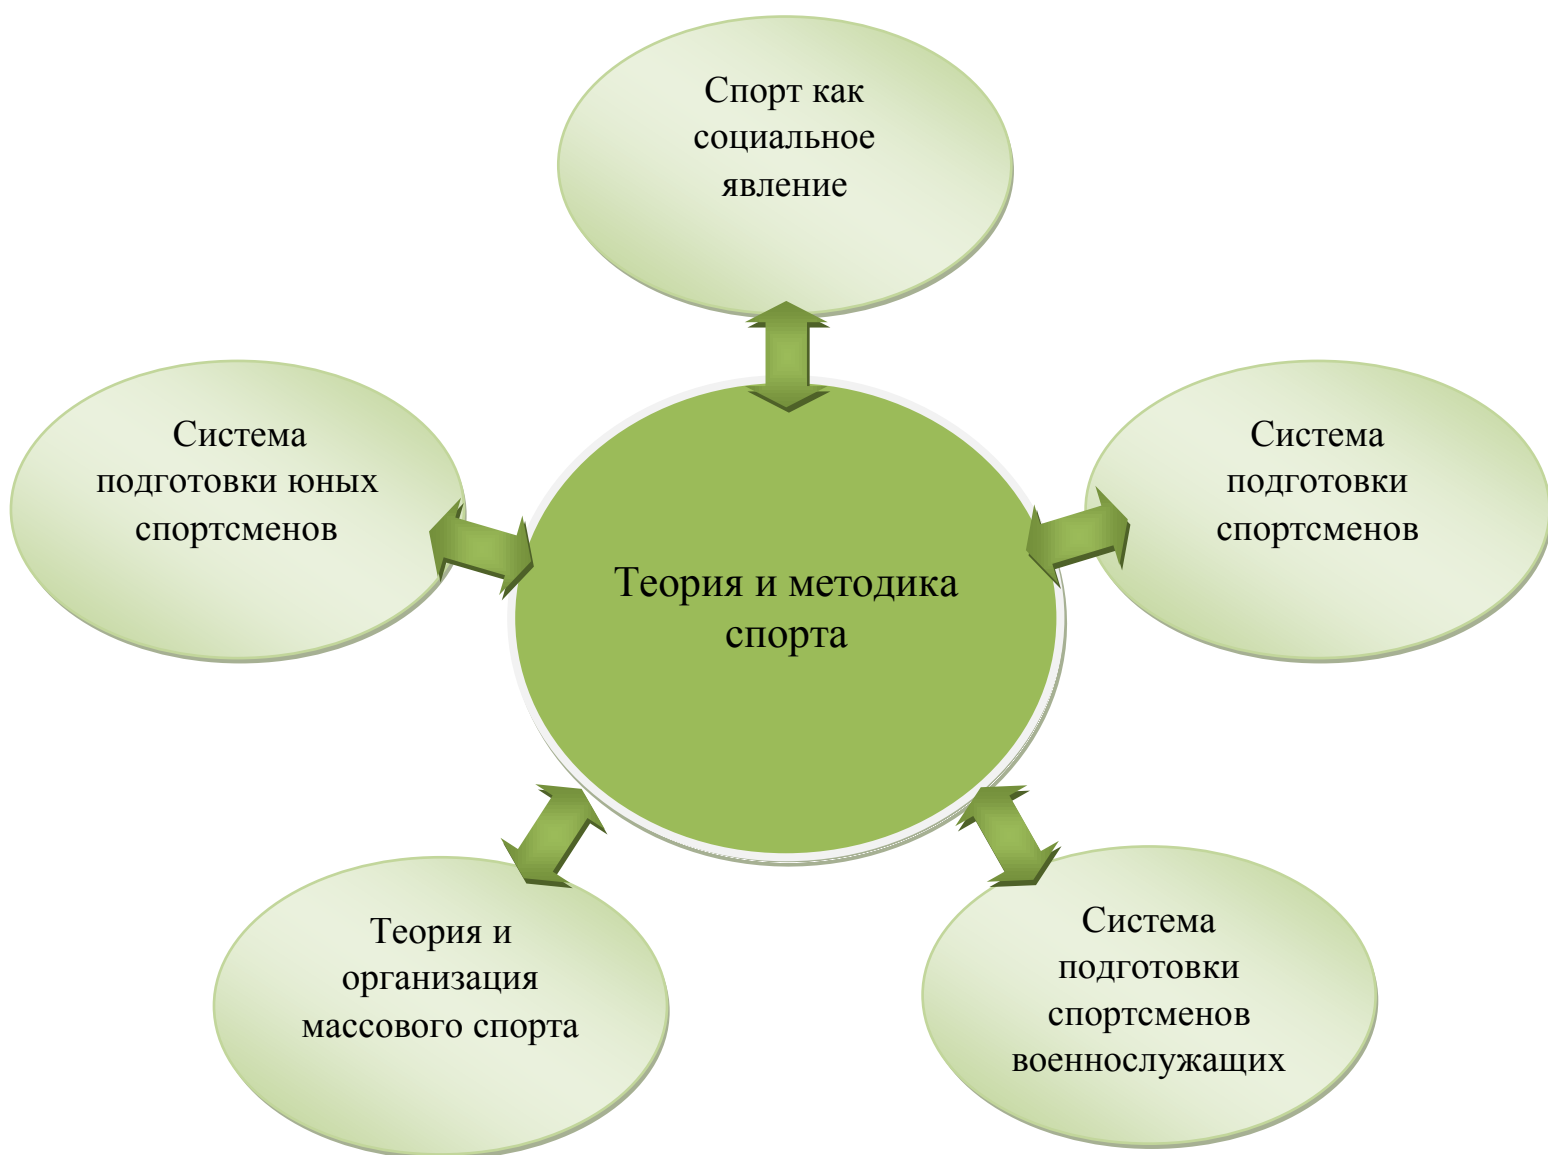 Спорт как
социальное
явление
Система
подготовки юных
спортсменов
Система
подготовки
спортсменов
Теория и методика
спорта
Теория и
организация
массового спорта
Система
подготовки
спортсменов
военнослужащих